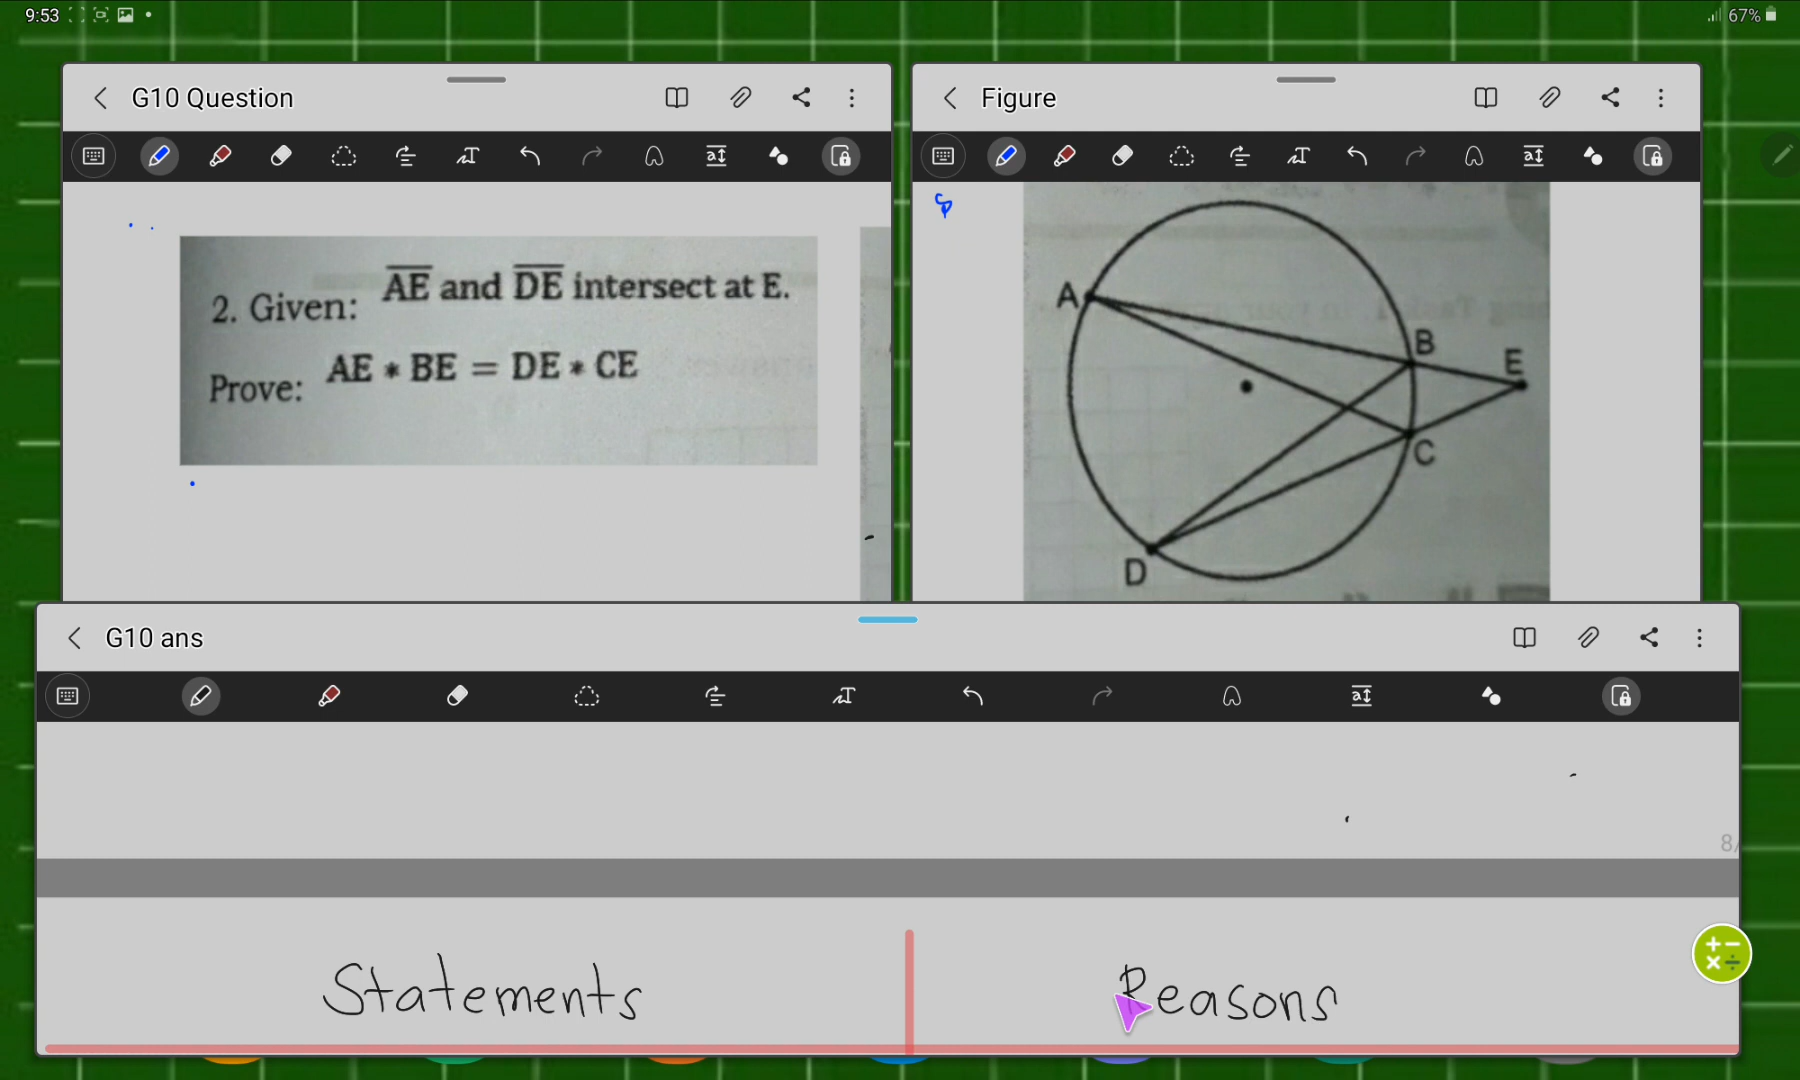 9:53
67%
G10 Question
Figure
2. Given: AE and DE intersect at E.
Prove: AE * BE = DE * CE
A
B
E
C
D
G10 ans
8/
Statements
Reasons